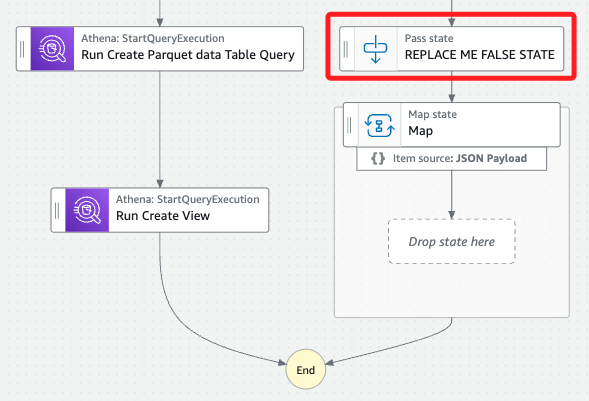 Athena: StartQueryExecution
Run Create Parquet data Table Query
Pass state
REPLACE ME FALSE STATE
Map state
Map
{} Item source: JSON Payload
Athena: StartQueryExecution
Run Create View
Drop state here
End